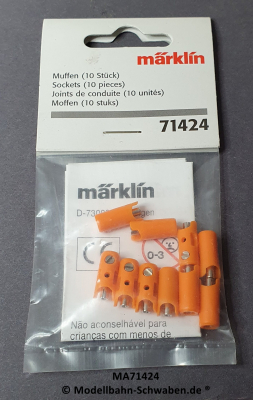 märklin
Muffen (10 Stück)
Sockets (10 pieces)
Joints de conduite (10 unités)
Moffen (10 stuks)
71424
märklin
CE
0-3
Não aconselhável para
crianças com menos de
MA71424
© Modellbahn-Schwaben.de ®